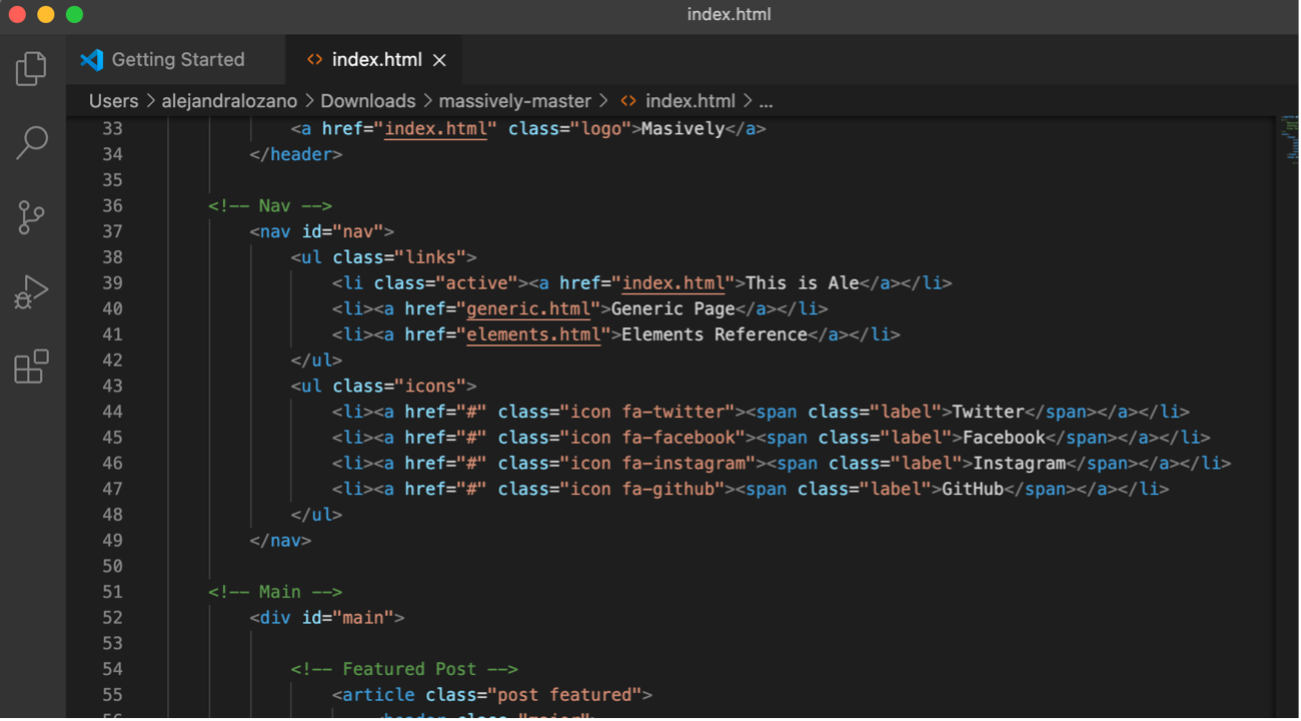 index.html
Getting Started
index.html
Users > alejandralozano > Downloads > massively-master > index.html > ...
33 <a href="index.html" class="logo">Masively</a>
34 </header>
35
36 <!-- Nav -->
37 <nav id="nav">
38 <ul class="links">
39 <li class="active"><a href="index.html">This is Ale</a></li>
40 <li><a href="generic.html">Generic Page</a></li>
41 <li><a href="elements.html">Elements Reference</a></li>
42 </ul>
43 <ul class="icons">
44 <li><a href="#" class="icon fa-twitter"><span class="label">Twitter</span></a></li>
45 <li><a href="#" class="icon fa-facebook"><span class="label">Facebook</span></a></li>
46 <li><a href="#" class="icon fa-instagram"><span class="label">Instagram</span></a></li>
47 <li><a href="#" class="icon fa-github"><span class="label">GitHub</span></a></li>
48 </ul>
49 </nav>
50
51 <!-- Main -->
52 <div id="main">
53
54 <!-- Featured Post -->
55 <article class="post featured">